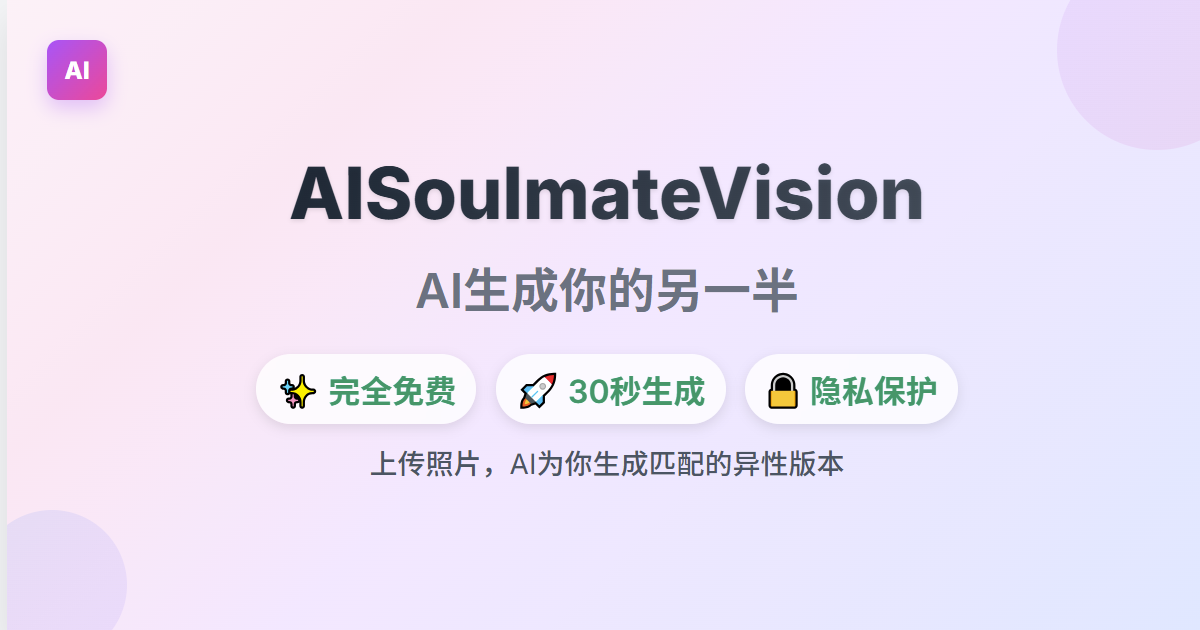 AI
AISoulmateVision
AI生成你的另一半
✨ 完全免费 🚀 30秒生成 🔒 隐私保护
上传照片，AI为你生成匹配的异性版本